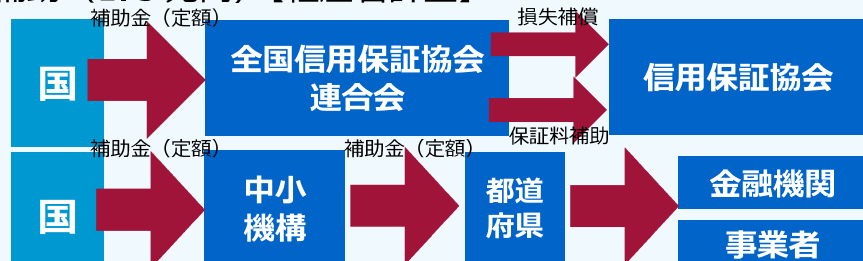 補助金（定額）
損失補償
国
全国信用保証協会
連合会
信用保証協会
保証料補助
補助金（定額）
補助金（定額）
国
中小
機構
都道
府県
金融機関
事業者